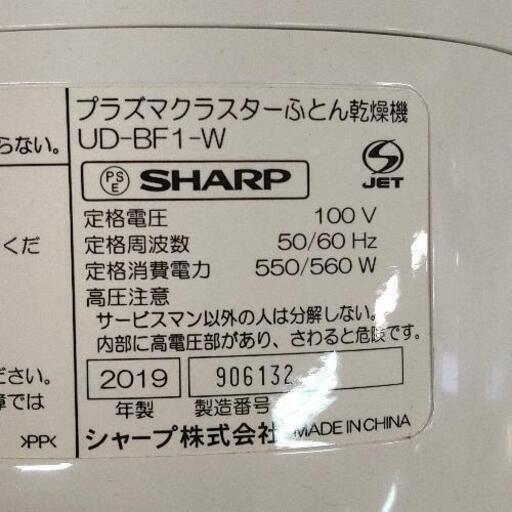 プラズマクラスターふとん乾燥機
UD-BF1-W
らない。
PSE SHARP
JET
定格電圧 100 V
定格周波数 50/60 Hz
定格消費電力 550/560 W
高圧注意
サービスマン以外の人は分解しない。
内部に高電圧部があり、さわると危険です。
くだ
ださい。
障では
2019 906132
年製 製造番号
シャープ株式会社 MADE IN CHINA
>PP<